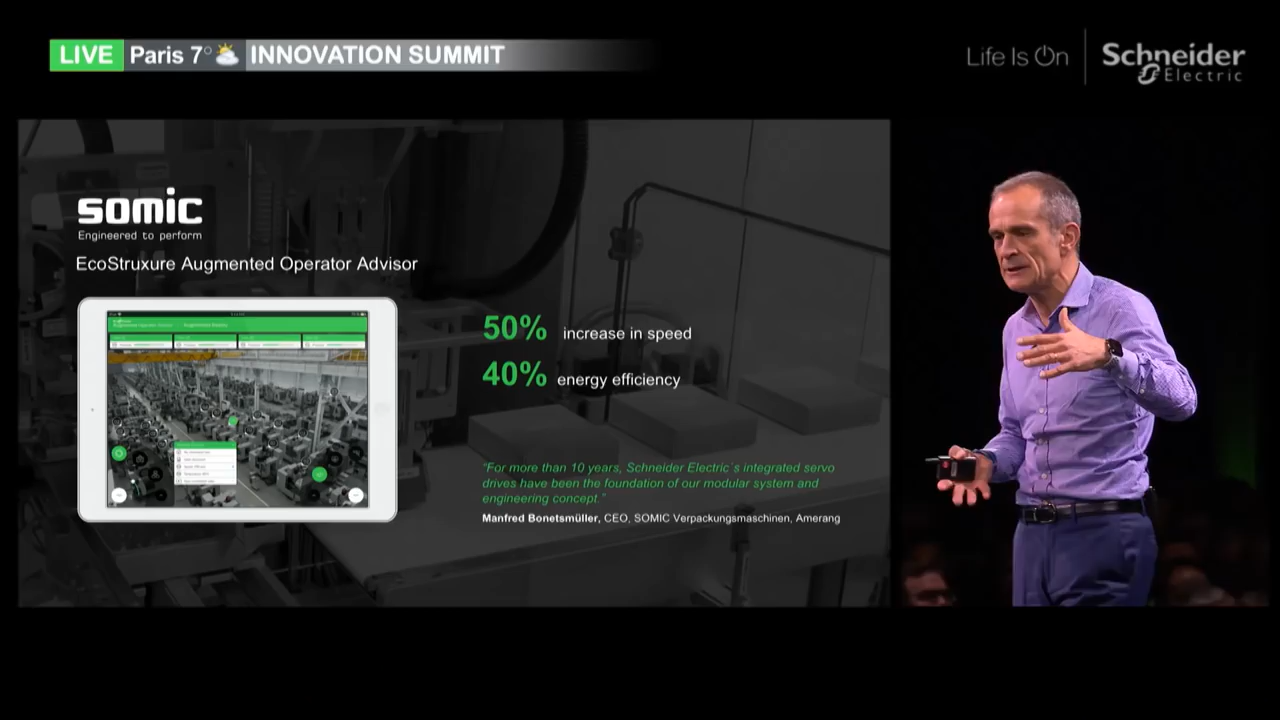 LIVE Paris 7° INNOVATION SUMMIT
Life Is On
Schneider
Electric
somic
Engineered to perform
EcoStruxure Augmented Operator Advisor
50% increase in speed
40% energy efficiency
"For more than 10 years, Schneider Electric´s integrated servo
drives have been the foundation of our modular system and
engineering concept."
Manfred Bonetsmüller, CEO, SOMIC Verpackungsmaschinen, Amerang